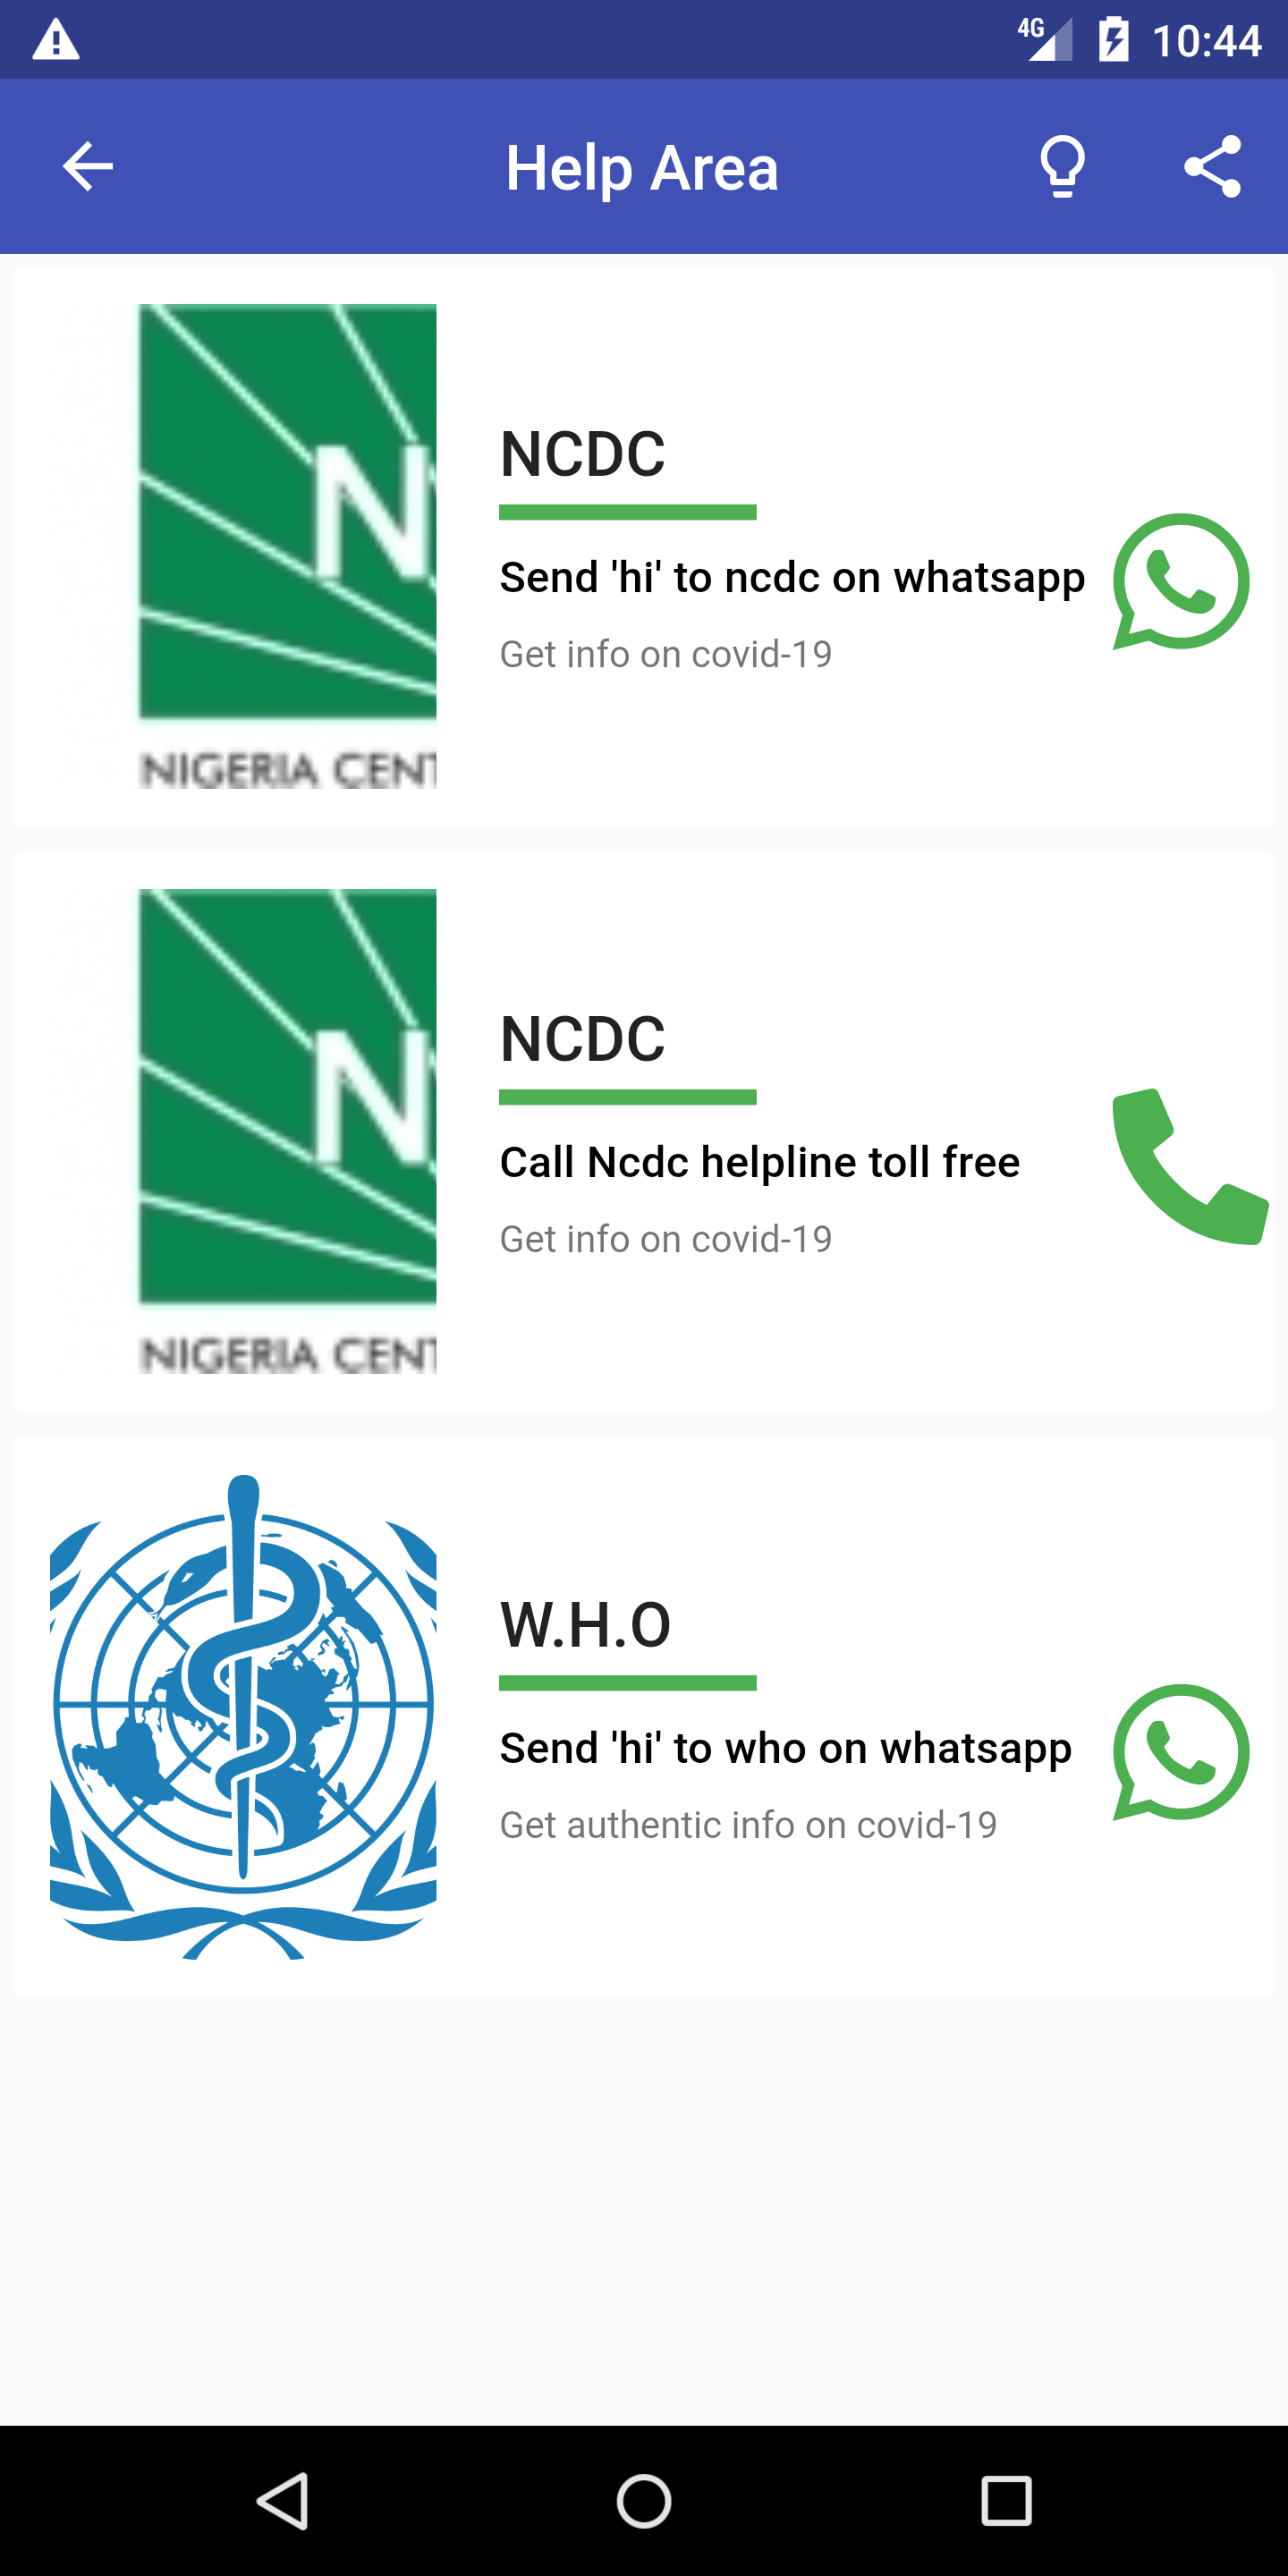 4G 10:44
Help Area
N
NIGERIA CENT
NCDC
Send 'hi' to ncdc on whatsapp
Get info on covid-19
N
NIGERIA CENT
NCDC
Call Ncdc helpline toll free
Get info on covid-19
W.H.O
Send 'hi' to who on whatsapp
Get authentic info on covid-19